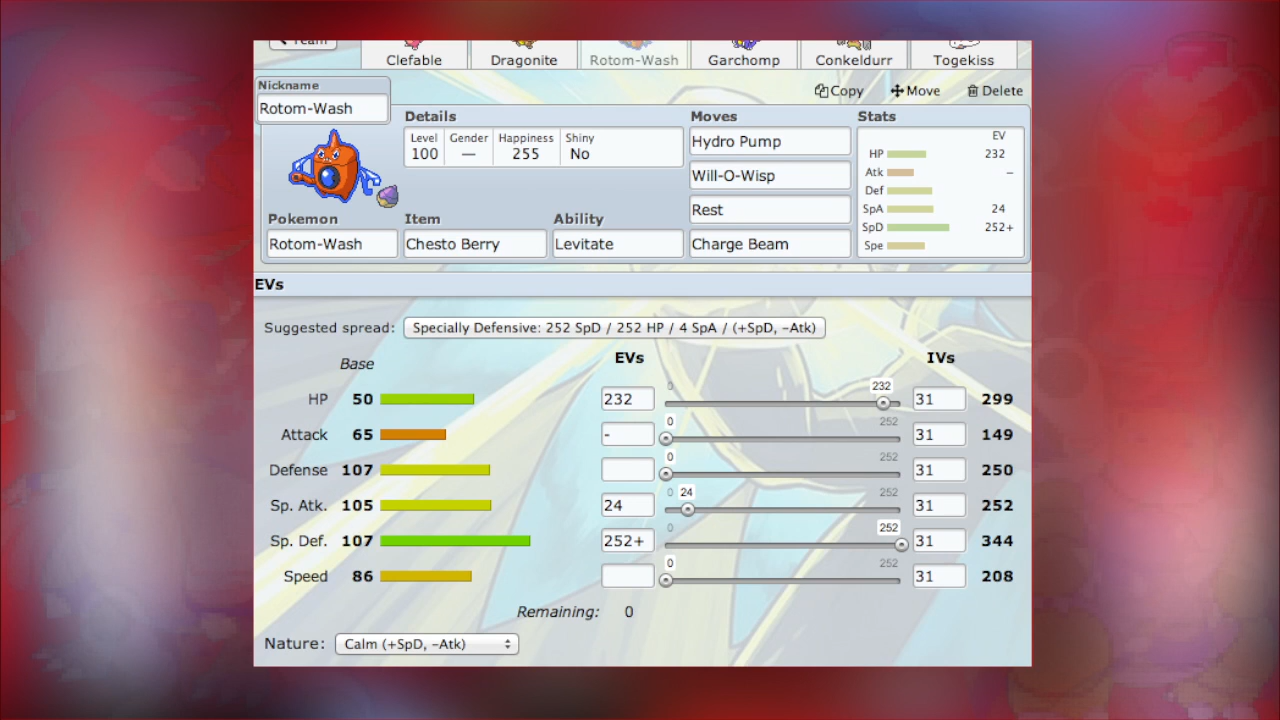 Team
Clefable Dragonite Rotom-Wash Garchomp Conkeldurr Togekiss
Copy Move Delete
Nickname
Rotom-Wash
Details Moves Stats
Level Gender Happiness Shiny
100 — 255 No
Hydro Pump
Will-O-Wisp
Rest
Charge Beam
EV
HP 232
Atk –
Def
SpA 24
SpD 252+
Spe
Pokemon Item Ability
Rotom-Wash Chesto Berry Levitate
EVs
Suggested spread: Specially Defensive: 252 SpD / 252 HP / 4 SpA / (+SpD, –Atk)
Base EVs IVs
HP 50 232 0 232 31 299
Attack 65 - 0 252 31 149
Defense 107 0 252 31 250
Sp. Atk. 105 24 0 24 252 31 252
Sp. Def. 107 252+ 0 252 31 344
Speed 86 0 252 31 208
Remaining: 0
Nature: Calm (+SpD, –Atk)